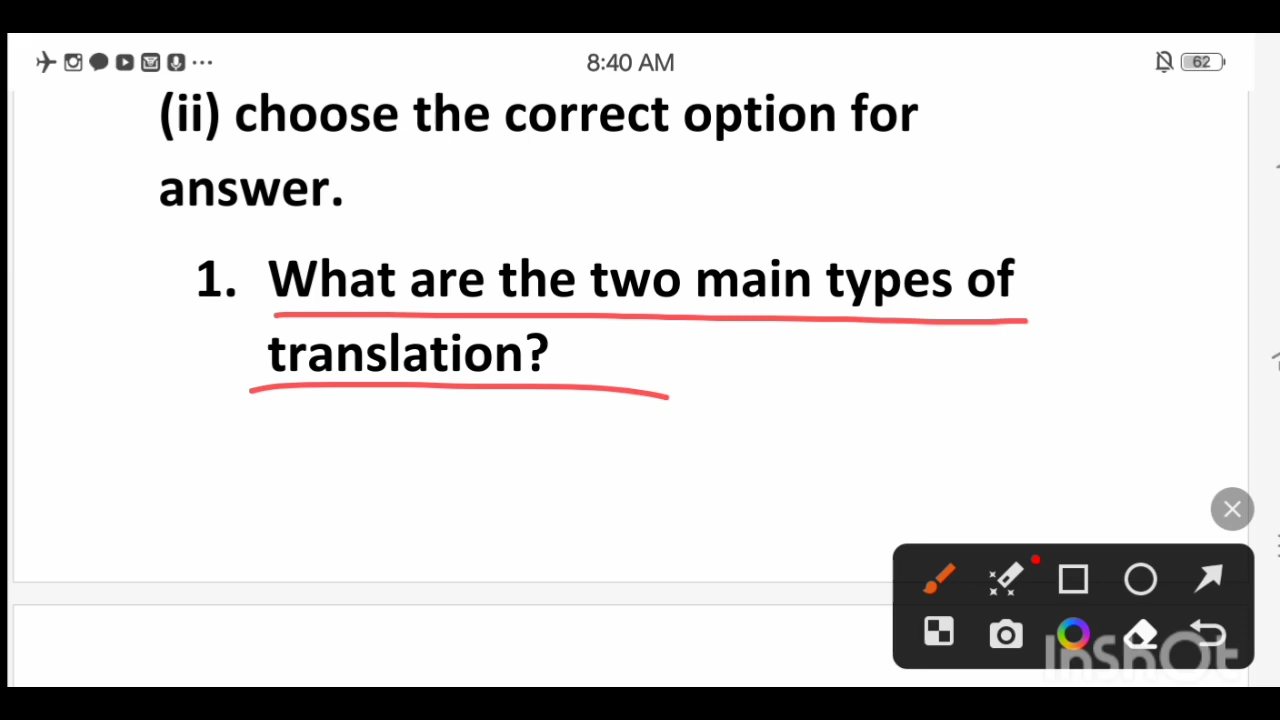 8:40 AM
62
(ii) choose the correct option for
answer.
1. What are the two main types of
translation?
InShOt